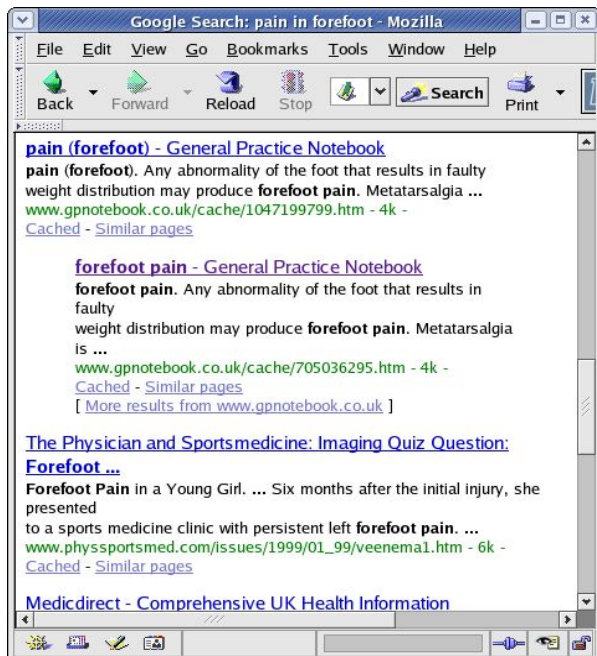 Google Search: pain in forefoot - Mozilla
File Edit View Go Bookmarks Tools Window Help
Back Forward Reload Stop Search Print
pain (forefoot) - General Practice Notebook
pain (forefoot). Any abnormality of the foot that results in faulty
weight distribution may produce forefoot pain. Metatarsalgia ...
www.gpnotebook.co.uk/cache/1047199799.htm - 4k -
Cached - Similar pages
forefoot pain - General Practice Notebook
forefoot pain. Any abnormality of the foot that results in
faulty
weight distribution may produce forefoot pain. Metatarsalgia
is ...
www.gpnotebook.co.uk/cache/705036295.htm - 4k -
Cached - Similar pages
[ More results from www.gpnotebook.co.uk ]
The Physician and Sportsmedicine: Imaging Quiz Question:
Forefoot ...
Forefoot Pain in a Young Girl. ... Six months after the initial injury, she
presented
to a sports medicine clinic with persistent left forefoot pain. ...
www.physsportsmed.com/issues/1999/01_99/veenema1.htm - 6k -
Cached - Similar pages
Medicdirect - Comprehensive UK Health Information